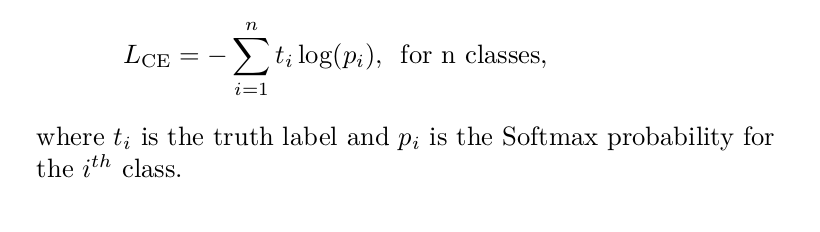 L_CE = − ∑_{i=1}^{n} t_i log(p_i), for n classes,
where t_i is the truth label and p_i is the Softmax probability for
the i^{th} class.